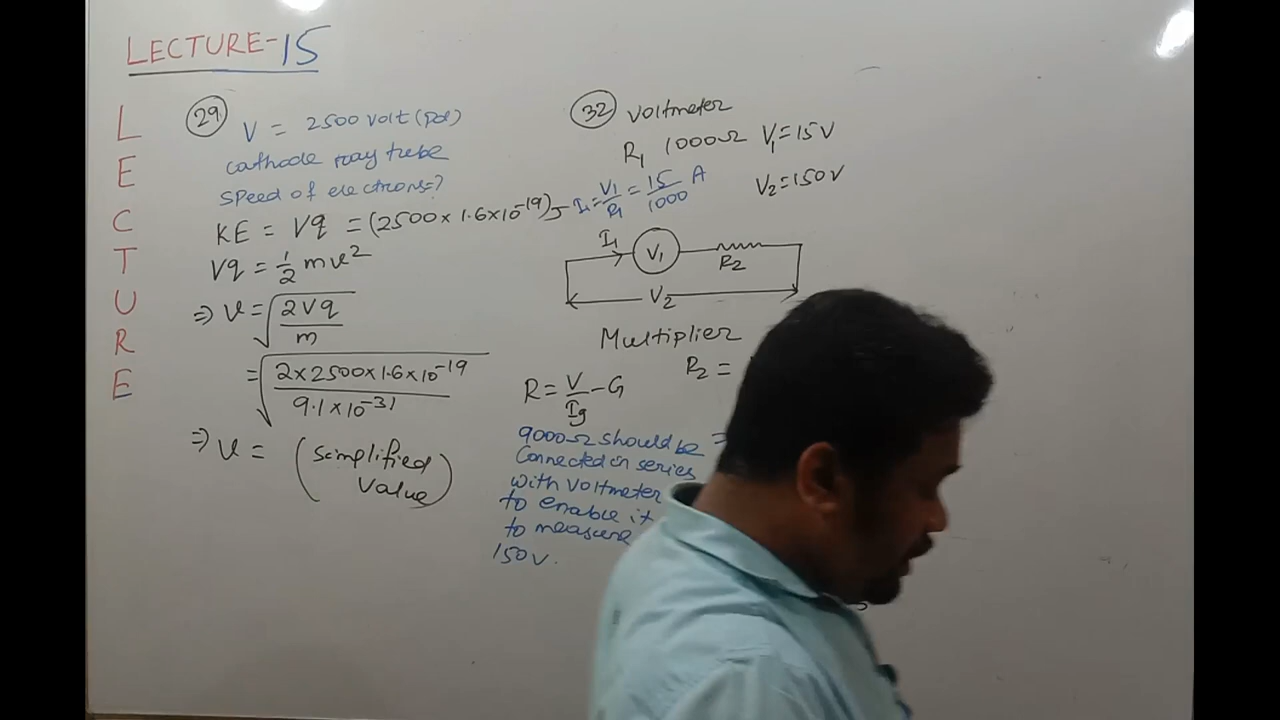 LECTURE-15
LECTURE
29
V = 2500 volt (pd)
cathode ray tube
speed of electrons=?
KE = Vq = (2500×1.6×10⁻¹⁹)J
Vq = 1/2 mv²
⇒ v = √(2Vq/m)
= √(2×2500×1.6×10⁻¹⁹/9.1×10⁻³¹)
⇒ v = (simplified
value)
32 voltmeter
R₁ 1000Ω V₁=15V
I₁=V₁/R₁=15/1000 A V₂=150V
I₁ V₁ R₂
V₂
Multiplier
R₂ =
R = V/Ig - G
9000Ω should be =
Connected in series
with voltmeter
to enable it
to measure
150V.